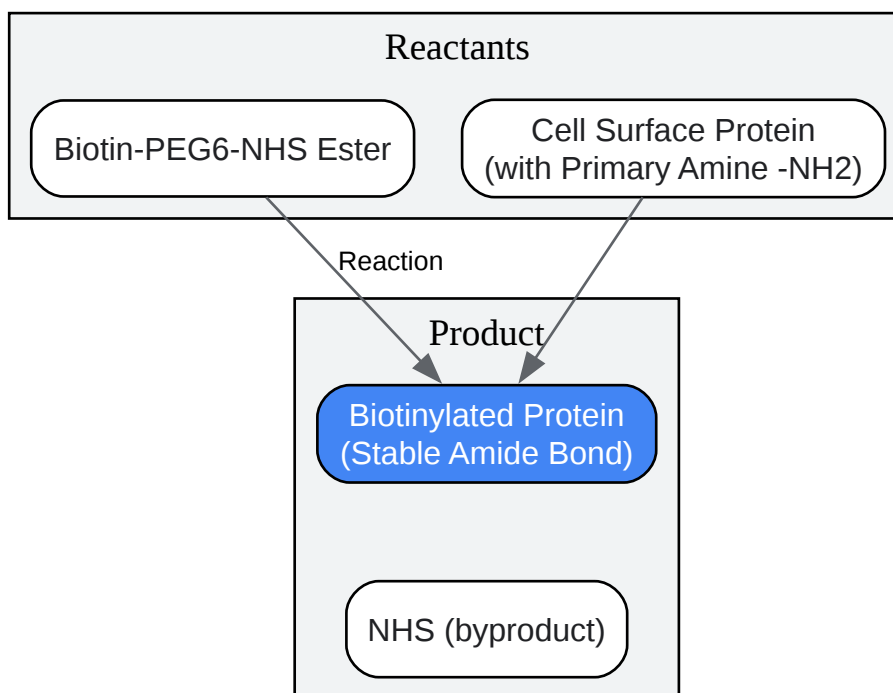 Reactants
Biotin-PEG6-NHS Ester
Cell Surface Protein
(with Primary Amine -NH2)
Reaction
Product
Biotinylated Protein
(Stable Amide Bond)
NHS (byproduct)